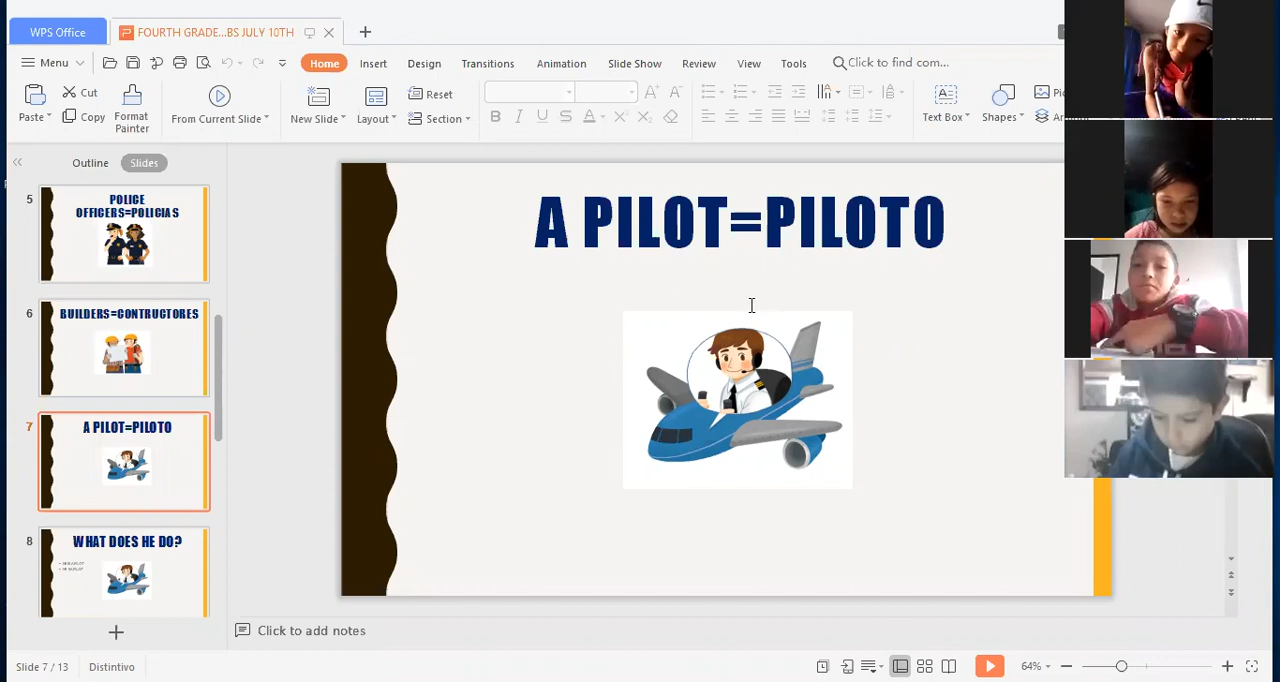 WPS Office
FOURTH GRADE...BS JULY 10TH
Menu
Home
Insert
Design
Transitions
Animation
Slide Show
Review
View
Tools
Click to find com...
Paste
Cut
Copy
Format
Painter
From Current Slide
New Slide
Layout
Reset
Section
Text Box
Shapes
Outline
Slides
5
POLICE
OFFICERS=POLICIAS
6
BUILDERS=CONTRUCTORES
7
A PILOT=PILOTO
8
WHAT DOES HE DO?
A PILOT=PILOTO
Click to add notes
Slide 7 / 13
Distintivo
64%